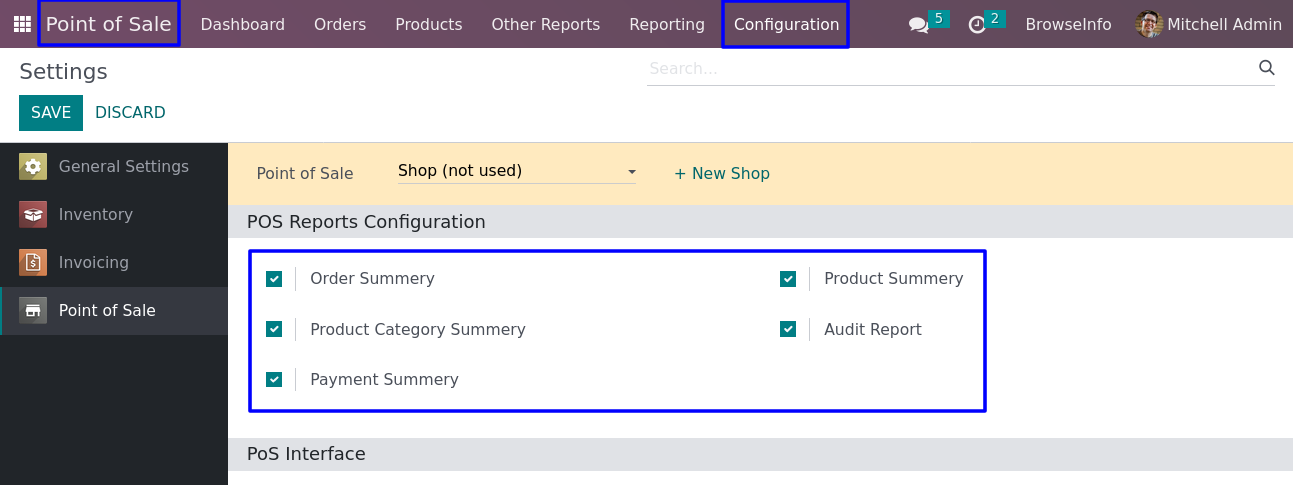 Point of Sale Dashboard Orders Products Other Reports Reporting Configuration 5 2 BrowseInfo Mitchell Admin
Settings
Search...
SAVE DISCARD
General Settings
Inventory
Invoicing
Point of Sale
Point of Sale Shop (not used) + New Shop
POS Reports Configuration
Order Summery Product Summery
Product Category Summery Audit Report
Payment Summery
PoS Interface